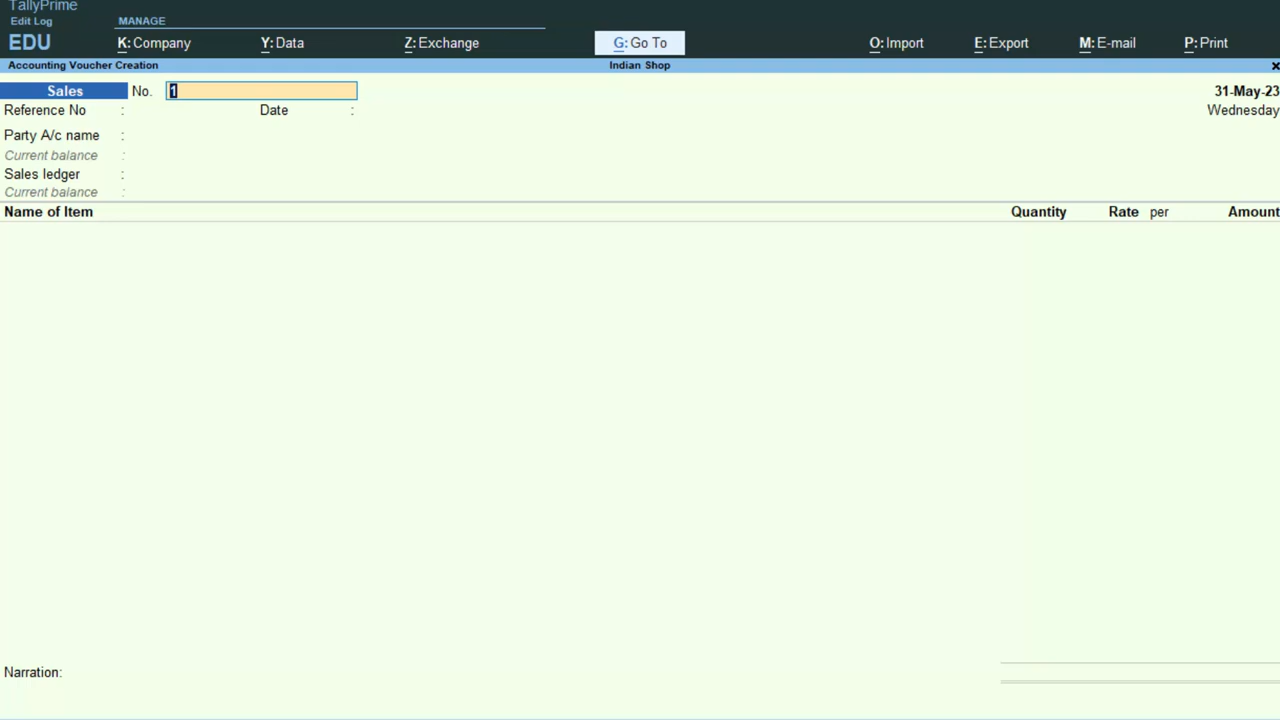 TallyPrime
Edit Log
MANAGE
EDU K:Company Y:Data Z:Exchange G:Go To O:Import E:Export M:E-mail P:Print
Accounting Voucher Creation Indian Shop ×
Sales No. 1 31-May-23
Reference No : Date : Wednesday
Party A/c name :
Current balance :
Sales ledger :
Current balance :
Name of Item Quantity Rate per Amount
Narration: